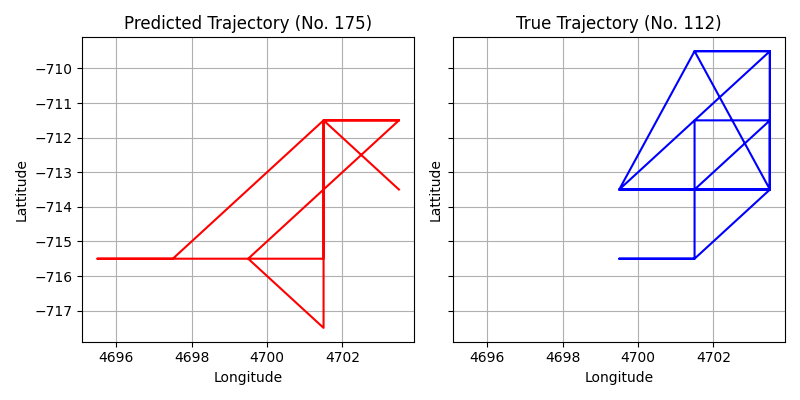 Predicted Trajectory (No. 175)
−710
−711
−712
−713
−714
−715
−716
−717
Lattitude
4696 4698 4700 4702
Longitude
True Trajectory (No. 112)
Lattitude
4696 4698 4700 4702
Longitude